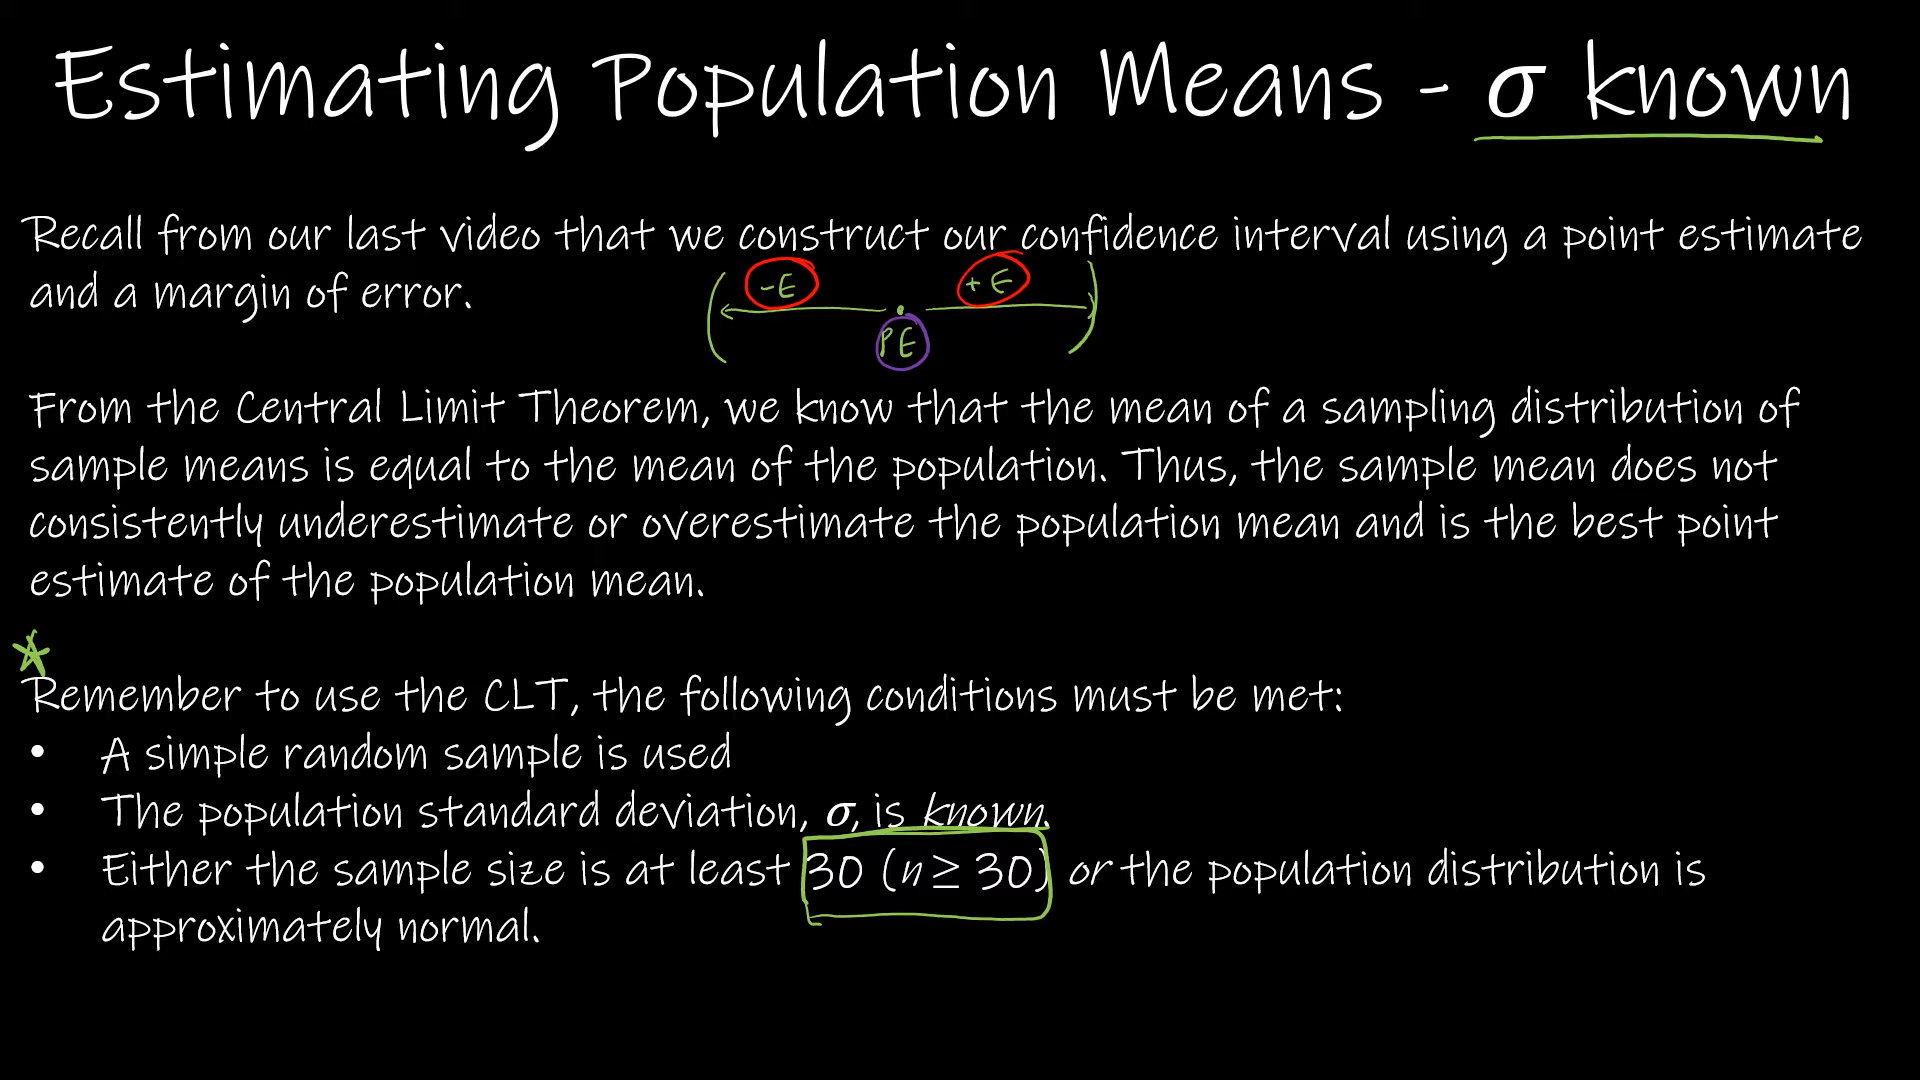 Estimating Population Means - σ known
Recall from our last video that we construct our confidence interval using a point estimate
and a margin of error.
-E +E
PE
From the Central Limit Theorem, we know that the mean of a sampling distribution of
sample means is equal to the mean of the population. Thus, the sample mean does not
consistently underestimate or overestimate the population mean and is the best point
estimate of the population mean.
Remember to use the CLT, the following conditions must be met:
• A simple random sample is used
• The population standard deviation, σ, is known.
• Either the sample size is at least 30 (n ≥ 30) or the population distribution is
approximately normal.